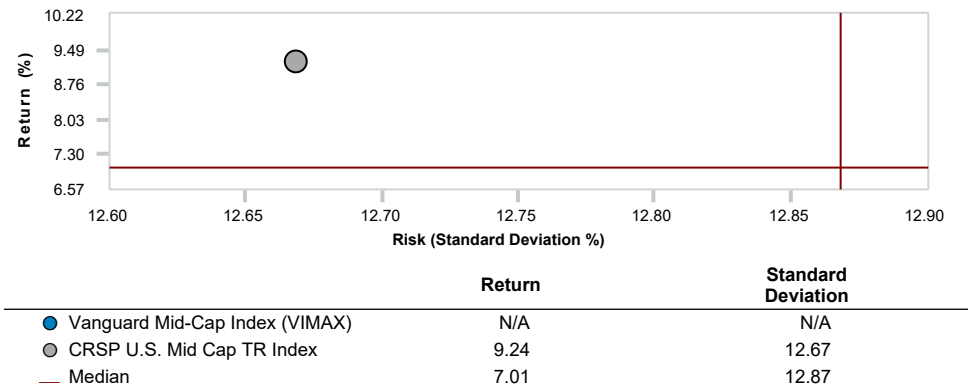 10.22
9.49
8.76
8.03
7.30
6.57
Return (%)
12.60 12.65 12.70 12.75 12.80 12.85 12.90
Risk (Standard Deviation %)
Return Standard Deviation
Vanguard Mid-Cap Index (VIMAX) N/A N/A
CRSP U.S. Mid Cap TR Index 9.24 12.67
Median 7.01 12.87